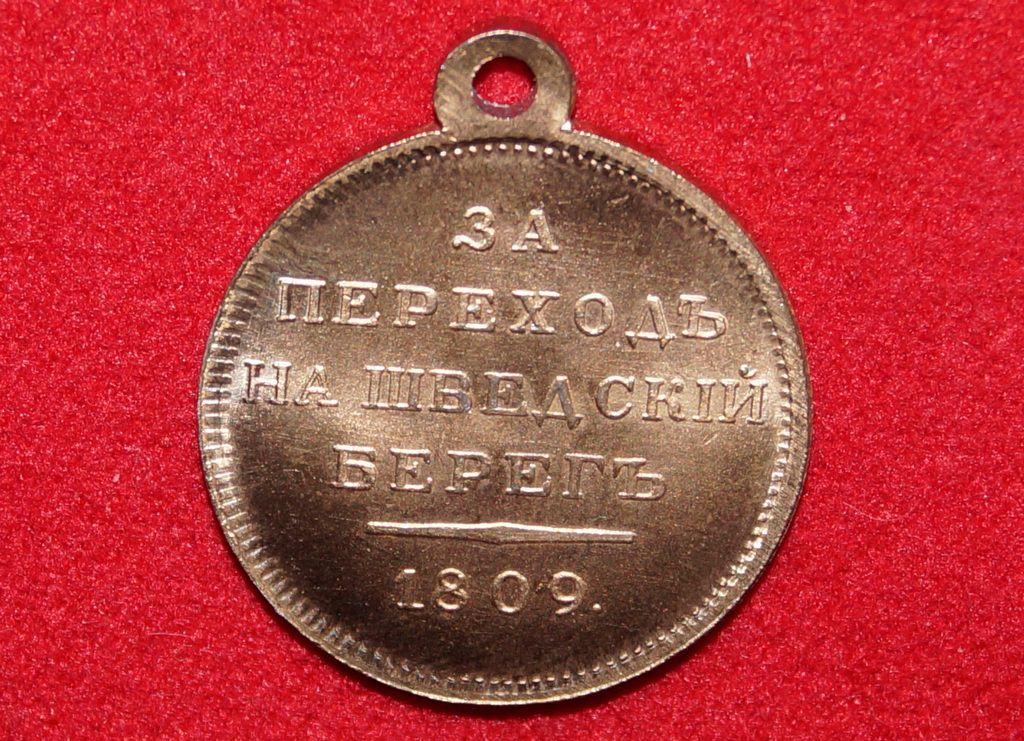 ЗА
ПЕРЕХОДЪ
НА ШВЕДСКІЙ
БЕРЕГЪ
1809.